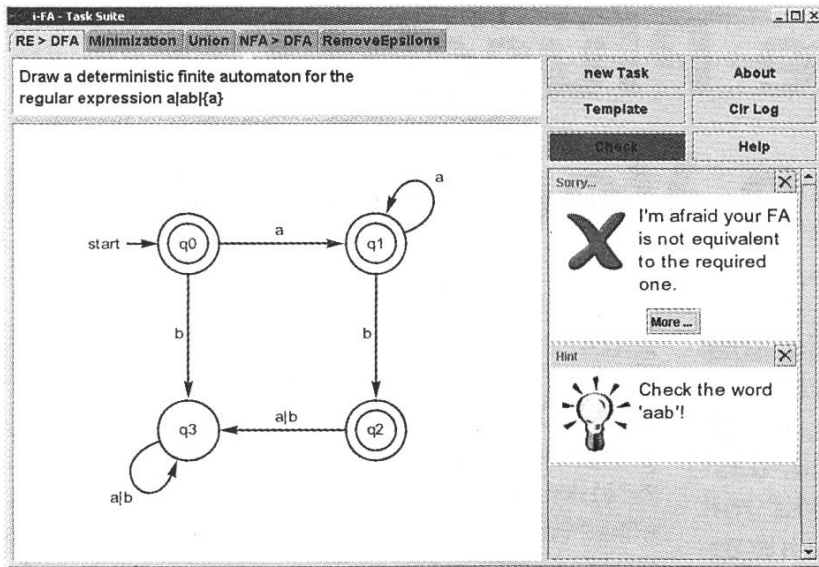 i-FA - Task Suite
RE > DFA Minimization Union NFA > DFA RemoveEpsilons
Draw a deterministic finite automaton for the
regular expression a|ab|{a}
new Task About
Template Clr Log
Check Help
Sorry...
I'm afraid your FA
is not equivalent
to the required
one.
More ...
Hint
Check the word
'aab'!
a
start q0 a q1
b b
q3 a|b q2
a|b